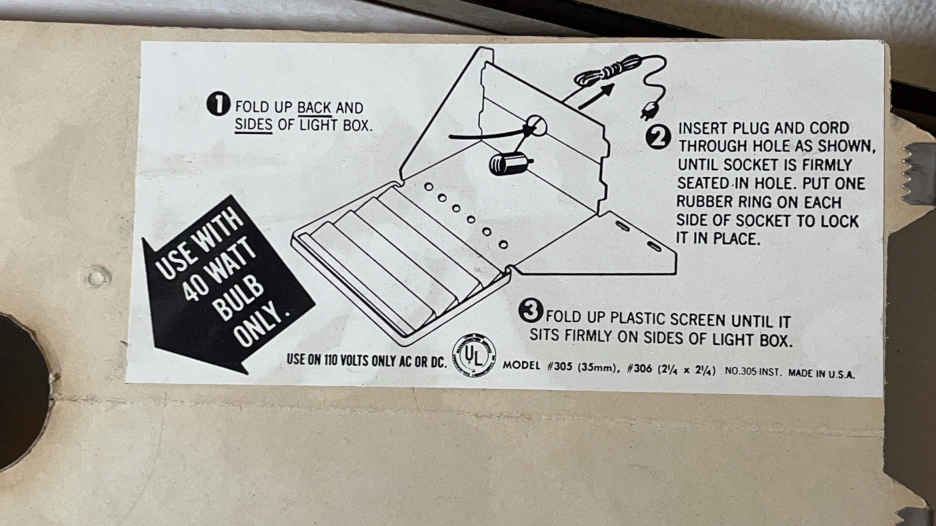 1 FOLD UP BACK AND
SIDES OF LIGHT BOX.
2 INSERT PLUG AND CORD
THROUGH HOLE AS SHOWN,
UNTIL SOCKET IS FIRMLY
SEATED IN HOLE. PUT ONE
RUBBER RING ON EACH
SIDE OF SOCKET TO LOCK
IT IN PLACE.
USE WITH
40 WATT
BULB
ONLY.
3 FOLD UP PLASTIC SCREEN UNTIL IT
SITS FIRMLY ON SIDES OF LIGHT BOX.
USE ON 110 VOLTS ONLY AC OR DC. UL MODEL #305 (35mm), #306 (2¼ x 2¼) NO.305 INST. MADE IN U.S.A.